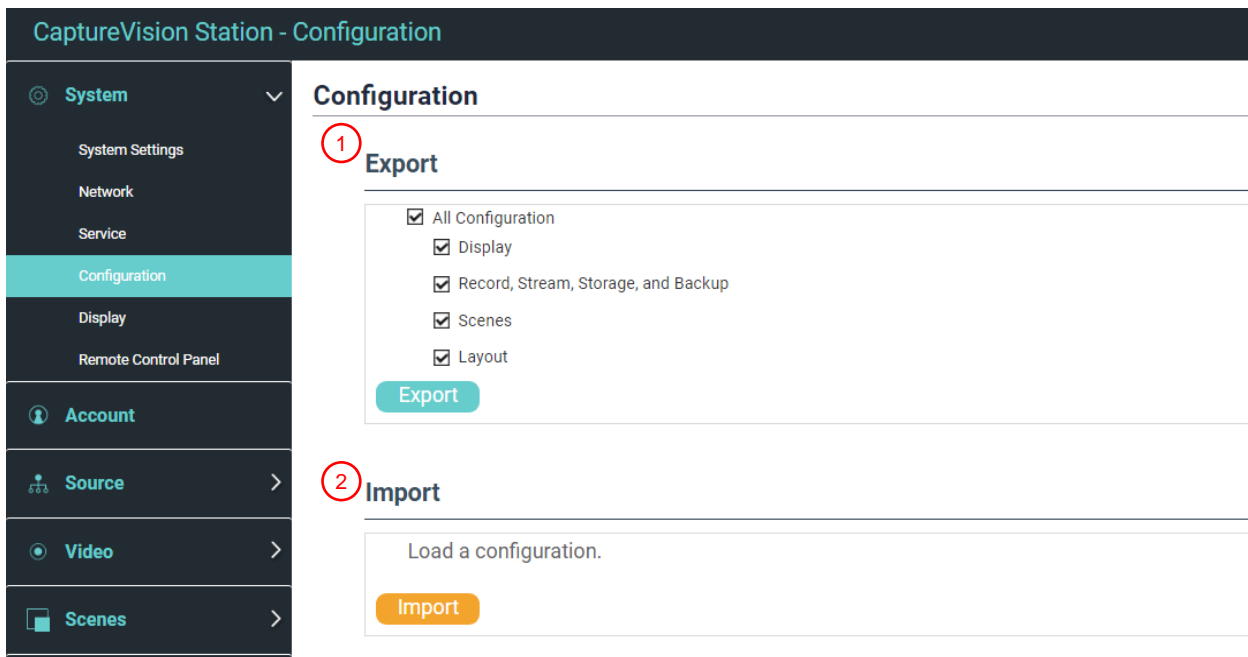 CaptureVision Station - Configuration
System
System Settings
Network
Service
Configuration
Display
Remote Control Panel
Account
Source
Video
Scenes
Configuration
1
Export
All Configuration
Display
Record, Stream, Storage, and Backup
Scenes
Layout
Export
2
Import
Load a configuration.
Import